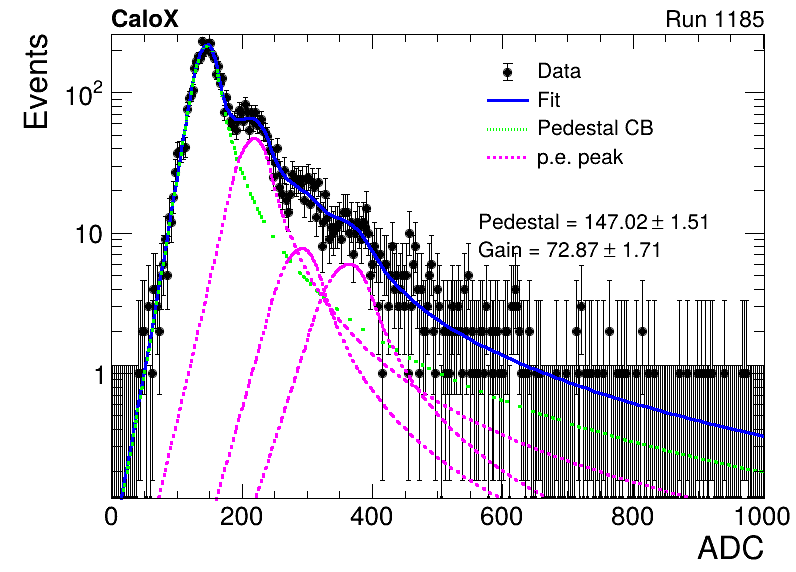 CaloX Run 1185
Events
Data
Fit
Pedestal CB
p.e. peak
Pedestal = 147.02 ± 1.51
Gain = 72.87 ± 1.71
10²
10
1
0 200 400 600 800 1000
ADC